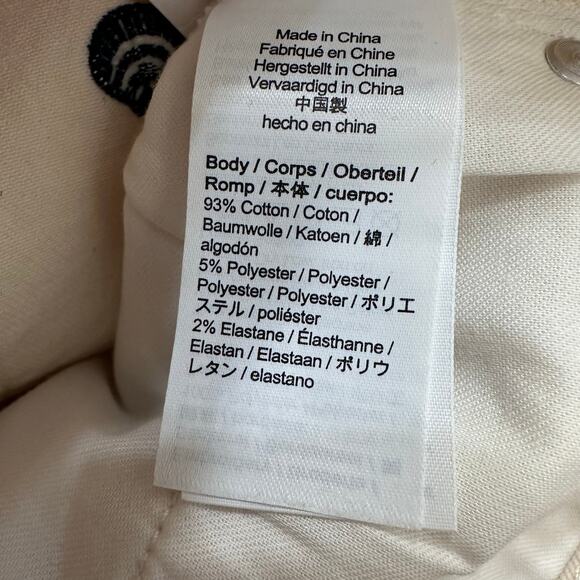 Made in China
Fabriqué en Chine
Hergestellt in China
Vervaardigd in China
中国製
hecho en china
Body / Corps / Oberteil /
Romp / 本体 / cuerpo:
93% Cotton / Coton /
Baumwolle / Katoen / 綿 /
algodón
5% Polyester / Polyester /
Polyester / Polyester / ポリエ
ステル / poliéster
2% Elastane / Élasthanne /
Elastan / Elastaan / ポリウ
レタン / elastano